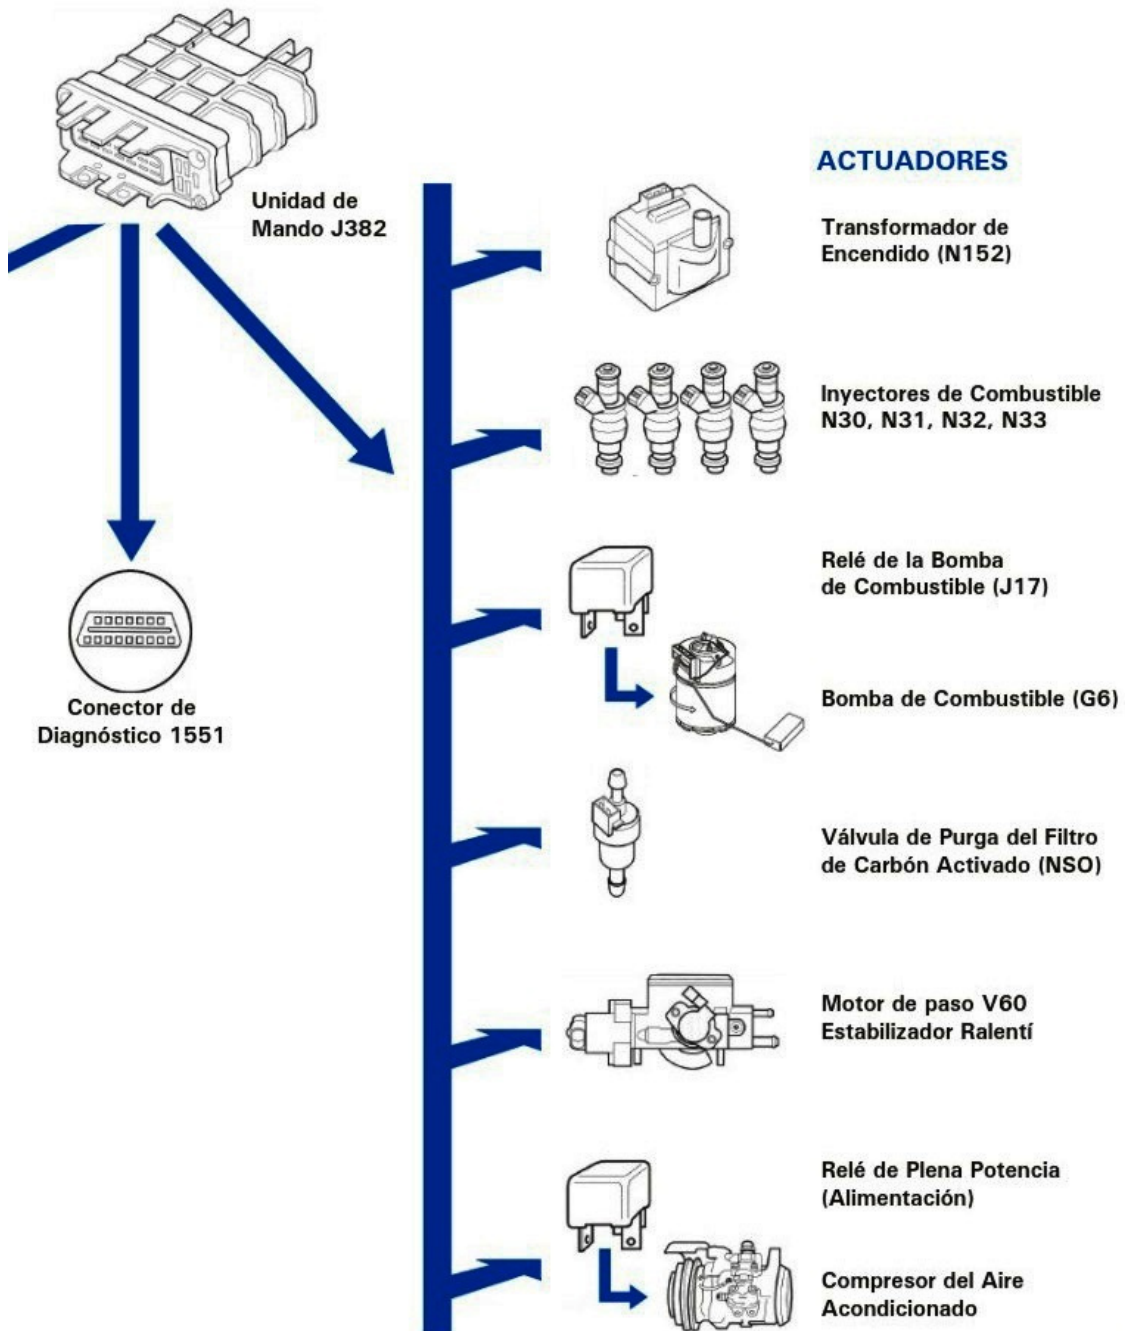 Unidad de
Mando J382
ACTUADORES
Transformador de
Encendido (N152)
Inyectores de Combustible
N30, N31, N32, N33
Relé de la Bomba
de Combustible (J17)
Bomba de Combustible (G6)
Conector de
Diagnóstico 1551
Válvula de Purga del Filtro
de Carbón Activado (NSO)
Motor de paso V60
Estabilizador Ralentí
Relé de Plena Potencia
(Alimentación)
Compresor del Aire
Acondicionado